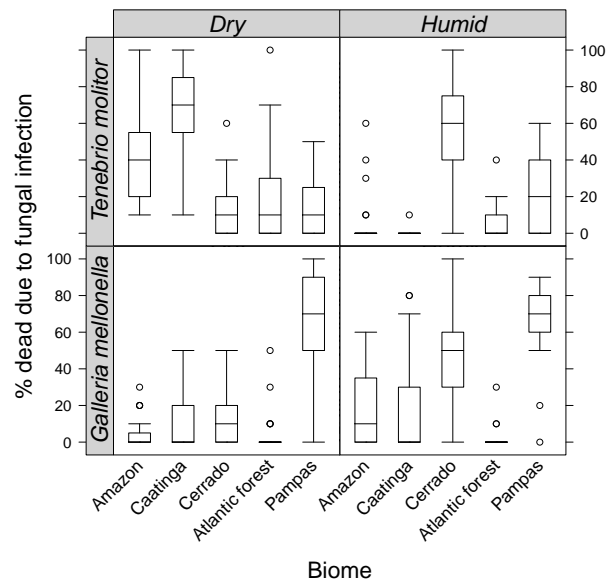 Dry Humid
Tenebrio molitor
Galleria mellonella
% dead due to fungal infection
100
80
60
40
20
0
100
80
60
40
20
0
Amazon
Caatinga
Cerrado
Atlantic forest
Pampas
Amazon
Caatinga
Cerrado
Atlantic forest
Pampas
Biome